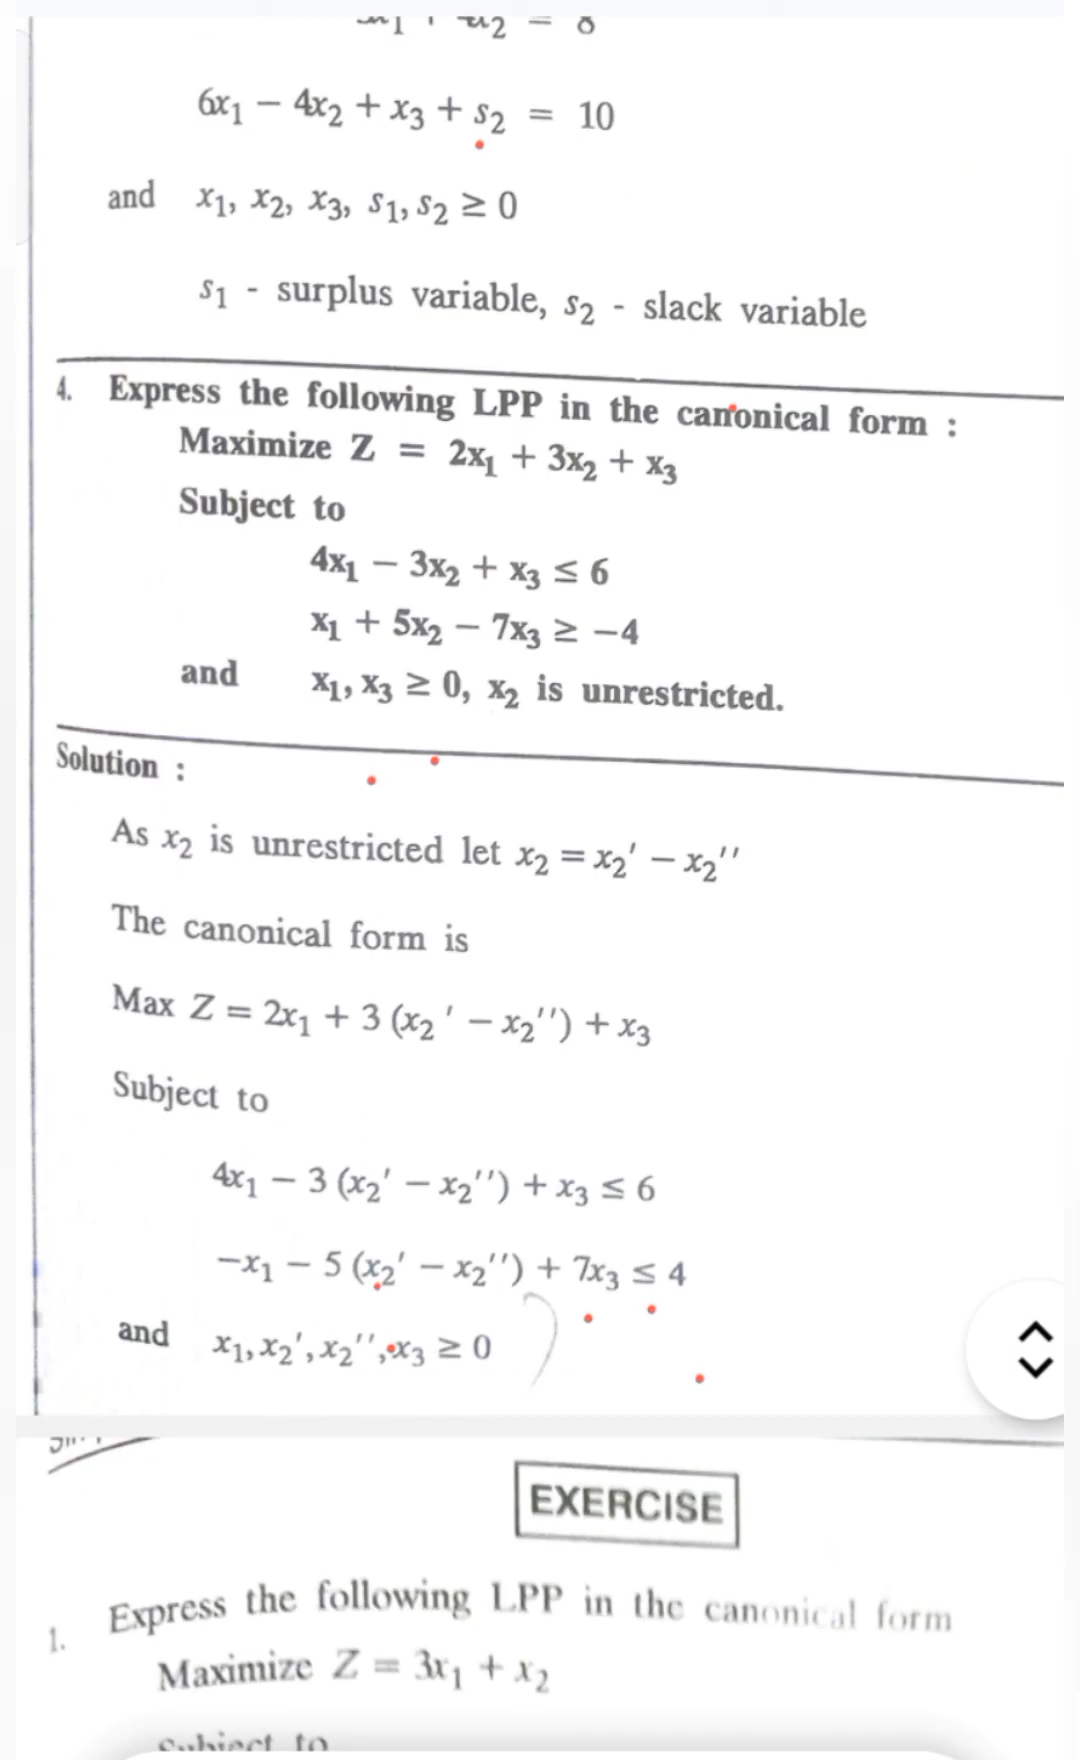 = 8
6x₁ − 4x₂ + x₃ + s₂ = 10
and x₁, x₂, x₃, s₁, s₂ ≥ 0
s₁ - surplus variable, s₂ - slack variable
4. Express the following LPP in the canonical form :
Maximize Z = 2x₁ + 3x₂ + x₃
Subject to
4x₁ − 3x₂ + x₃ ≤ 6
x₁ + 5x₂ − 7x₃ ≥ −4
and x₁, x₃ ≥ 0, x₂ is unrestricted.
Solution :
As x₂ is unrestricted let x₂ = x₂′ − x₂′′
The canonical form is
Max Z = 2x₁ + 3 (x₂′ − x₂′′) + x₃
Subject to
4x₁ − 3 (x₂′ − x₂′′) + x₃ ≤ 6
−x₁ − 5 (x₂′ − x₂′′) + 7x₃ ≤ 4
and x₁, x₂′, x₂′′, x₃ ≥ 0
EXERCISE
1. Express the following LPP in the canonical form
Maximize Z = 3x₁ + x₂
Subject to